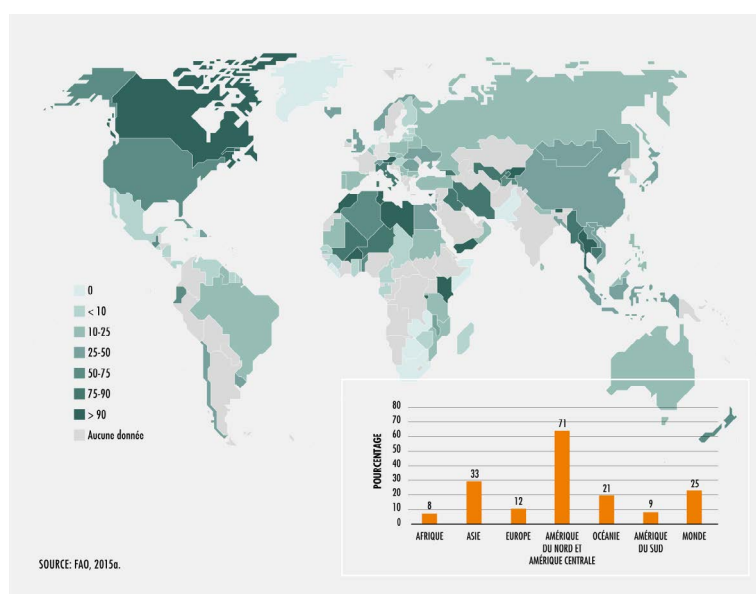 0
< 10
10-25
25-50
50-75
75-90
> 90
Aucune donnée
POURCENTAGE
80
70
60
50
40
30
20
10
0
8
33
12
71
21
9
25
AFRIQUE
ASIE
EUROPE
AMÉRIQUE
DU NORD ET
AMÉRIQUE CENTRALE
OCÉANIE
AMÉRIQUE
DU SUD
MONDE
SOURCE: FAO, 2015a.